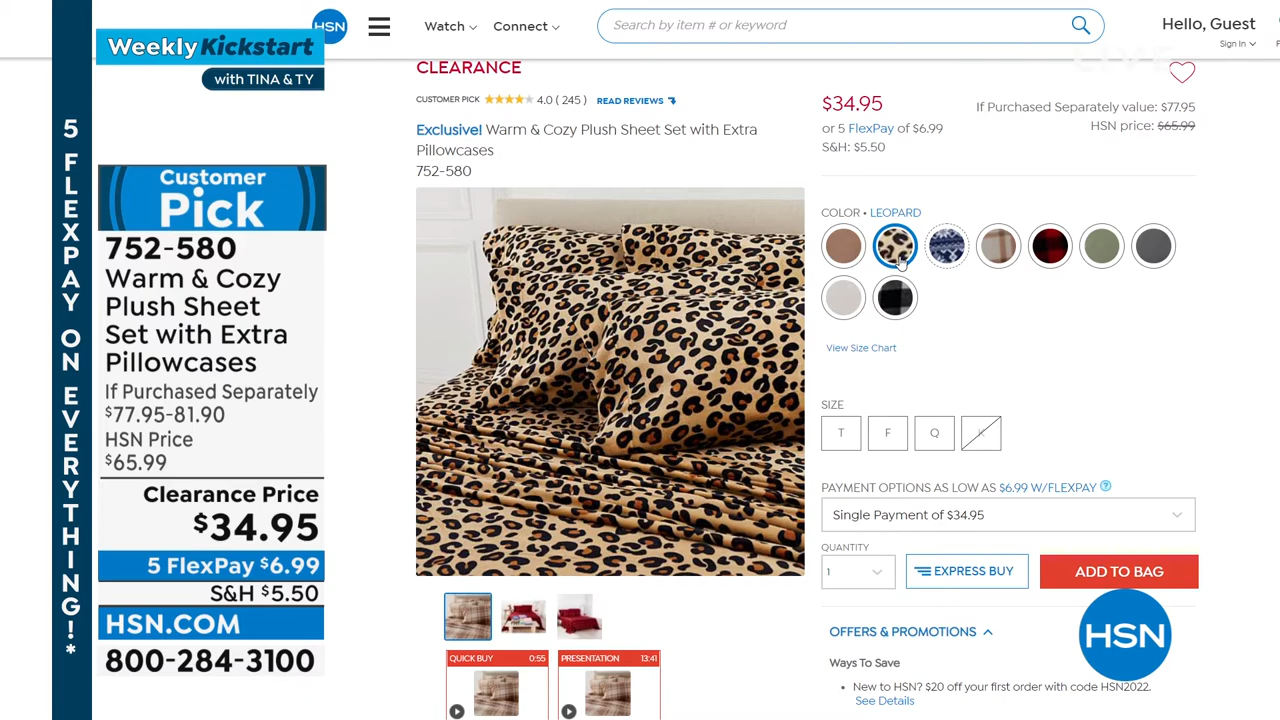 HSN
Watch
Connect
Search by item # or keyword
Hello, Guest
Sign In
Weekly Kickstart
with TINA & TY
LIVE
5 FLEXPAY ON EVERYTHING!*
Customer
Pick
752-580
Warm & Cozy
Plush Sheet
Set with Extra
Pillowcases
If Purchased Separately
$77.95-81.90
HSN Price
$65.99
Clearance Price
$34.95
5 FlexPay $6.99
S&H $5.50
HSN.COM
800-284-3100
CLEARANCE
CUSTOMER PICK 4.0 ( 245 ) READ REVIEWS
Exclusive! Warm & Cozy Plush Sheet Set with Extra
Pillowcases
752-580
QUICK BUY 0:55
PRESENTATION 13:41
$34.95
or 5 FlexPay of $6.99
S&H: $5.50
If Purchased Separately value: $77.95
HSN price: $65.99
COLOR • LEOPARD
View Size Chart
SIZE
T F Q K
PAYMENT OPTIONS AS LOW AS $6.99 W/FLEXPAY ?
Single Payment of $34.95
QUANTITY
1
EXPRESS BUY
ADD TO BAG
OFFERS & PROMOTIONS
HSN
Ways To Save
• New to HSN? $20 off your first order with code HSN2022.
See Details